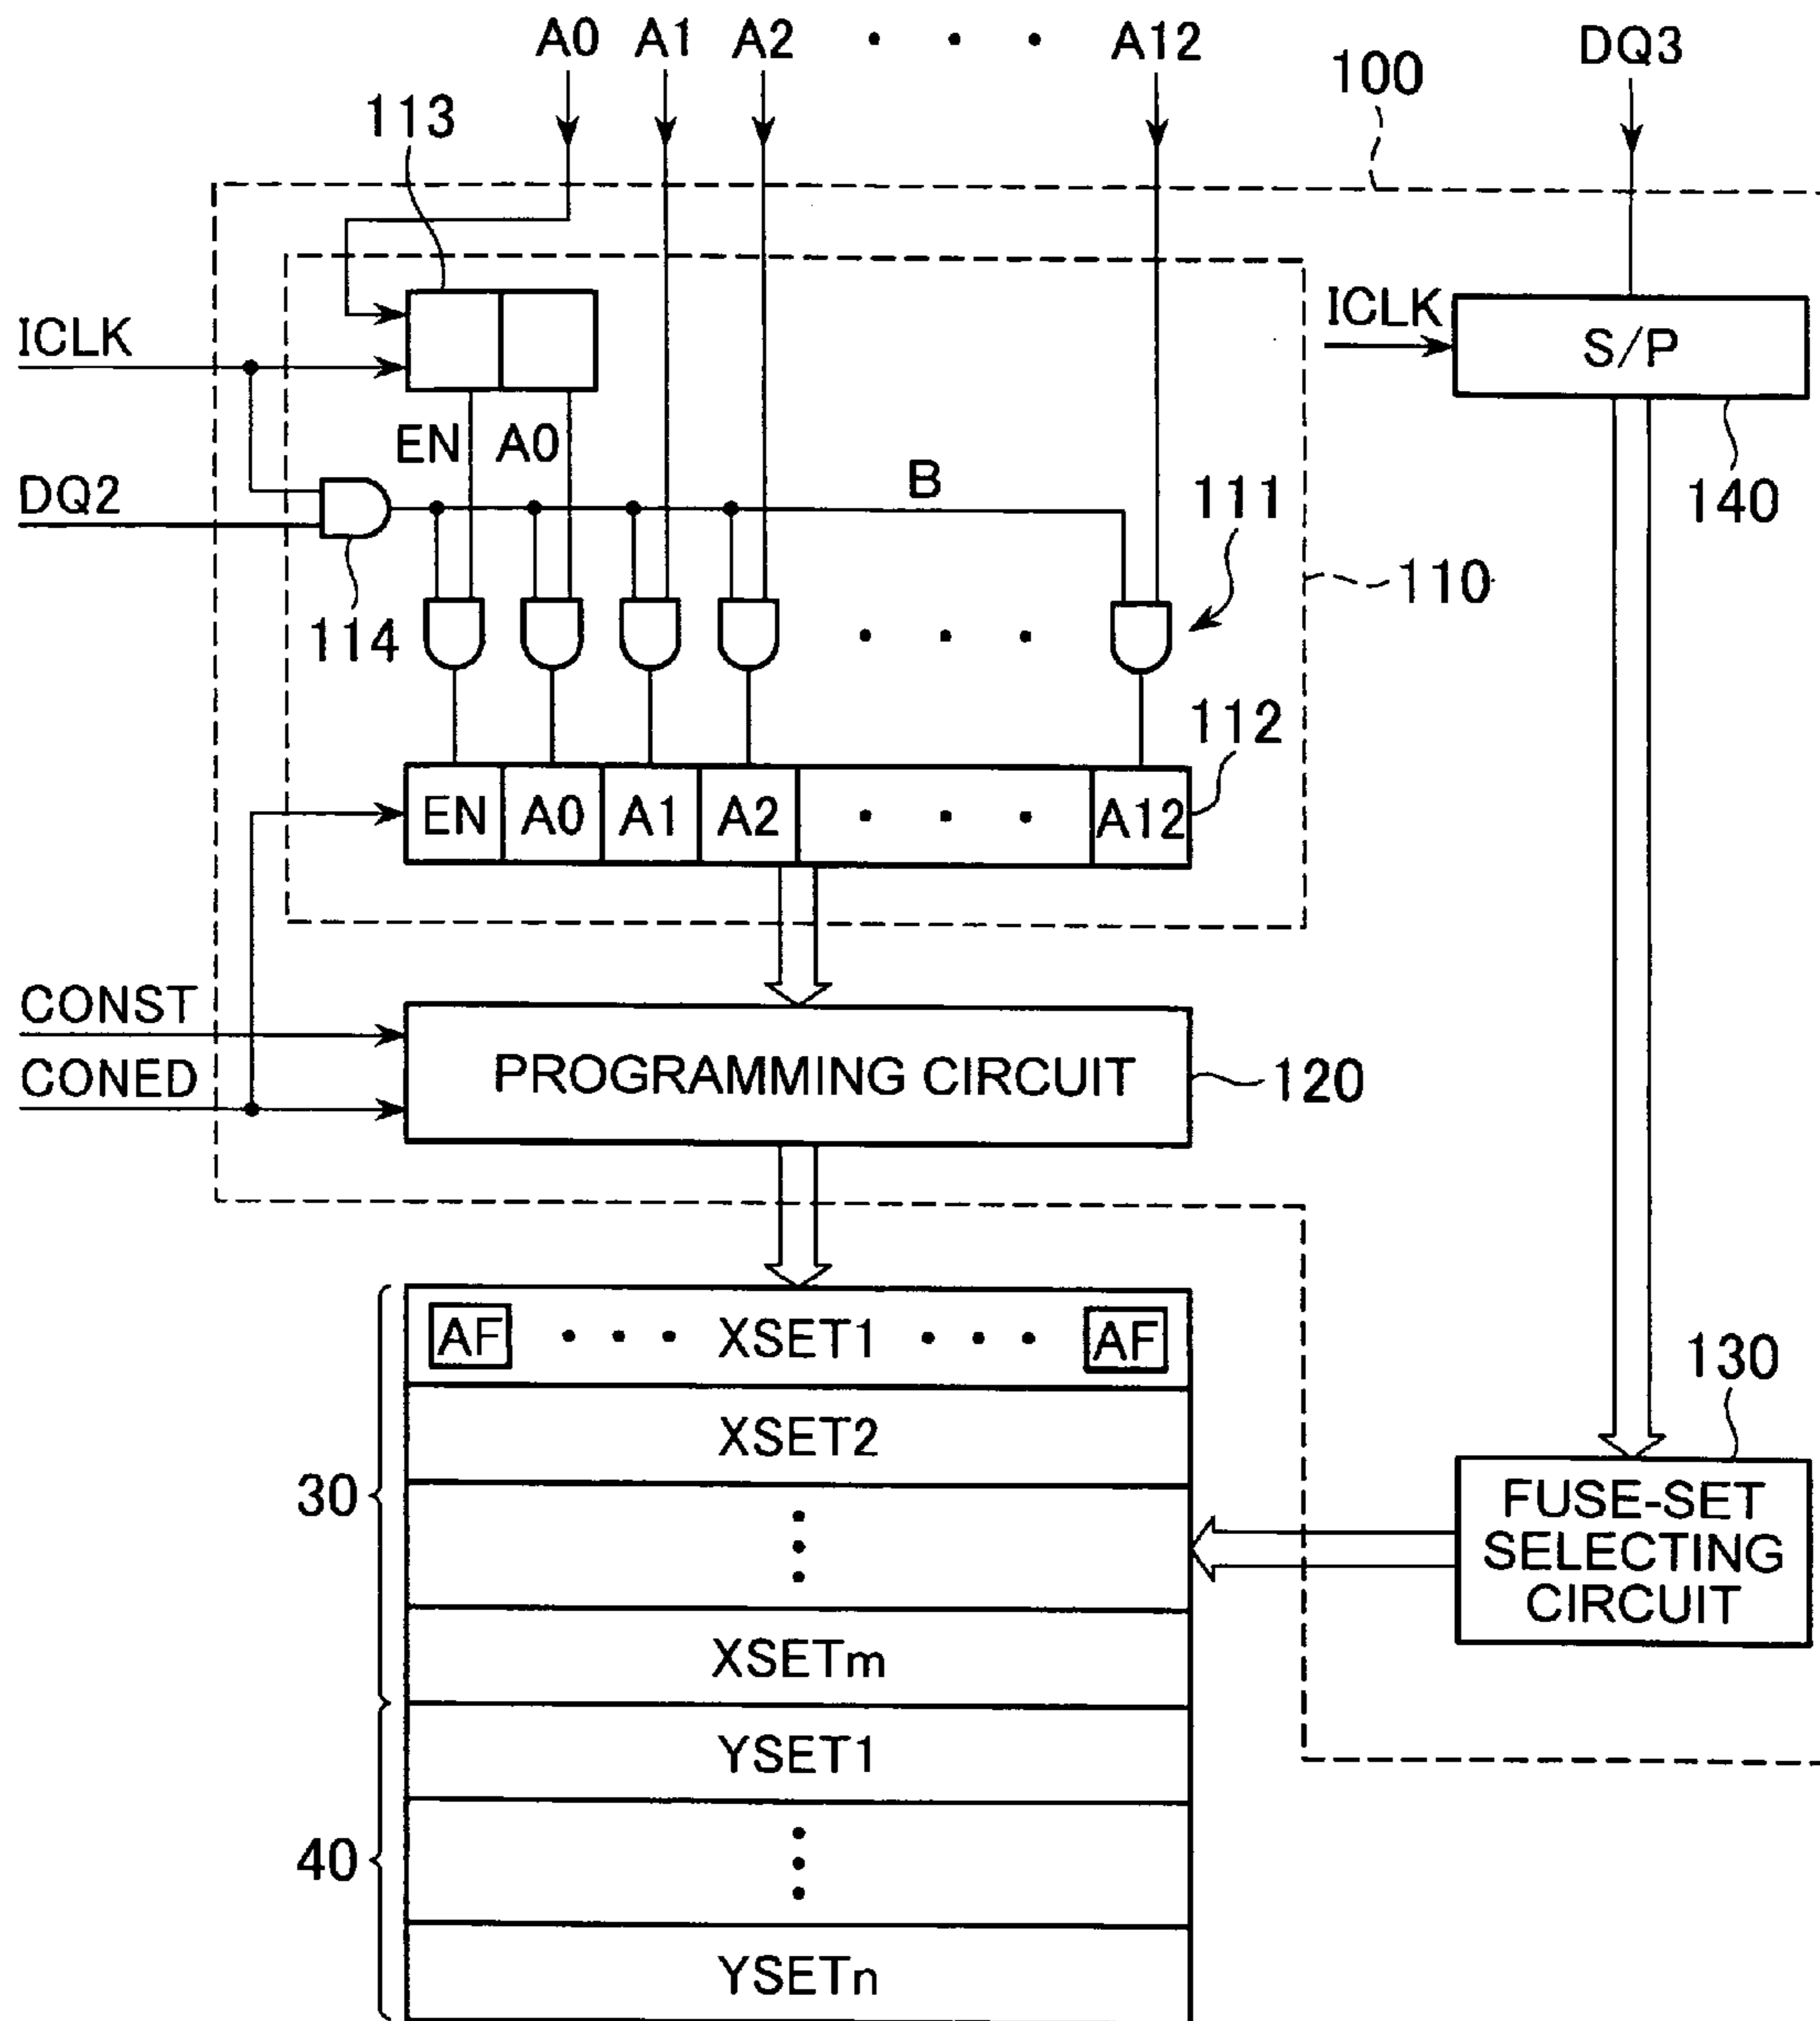 A0 A1 A2 · · · A12 DQ3
100
113
ICLK
ICLK
S/P
EN A0
B
DQ2
111
140
110
114
112
EN A0 A1 A2 · · · A12
CONST
CONED
PROGRAMMING CIRCUIT
120
AF · · · XSET1 · · · AF
130
XSET2
30
FUSE-SET
SELECTING
CIRCUIT
XSETm
YSET1
40
YSETn